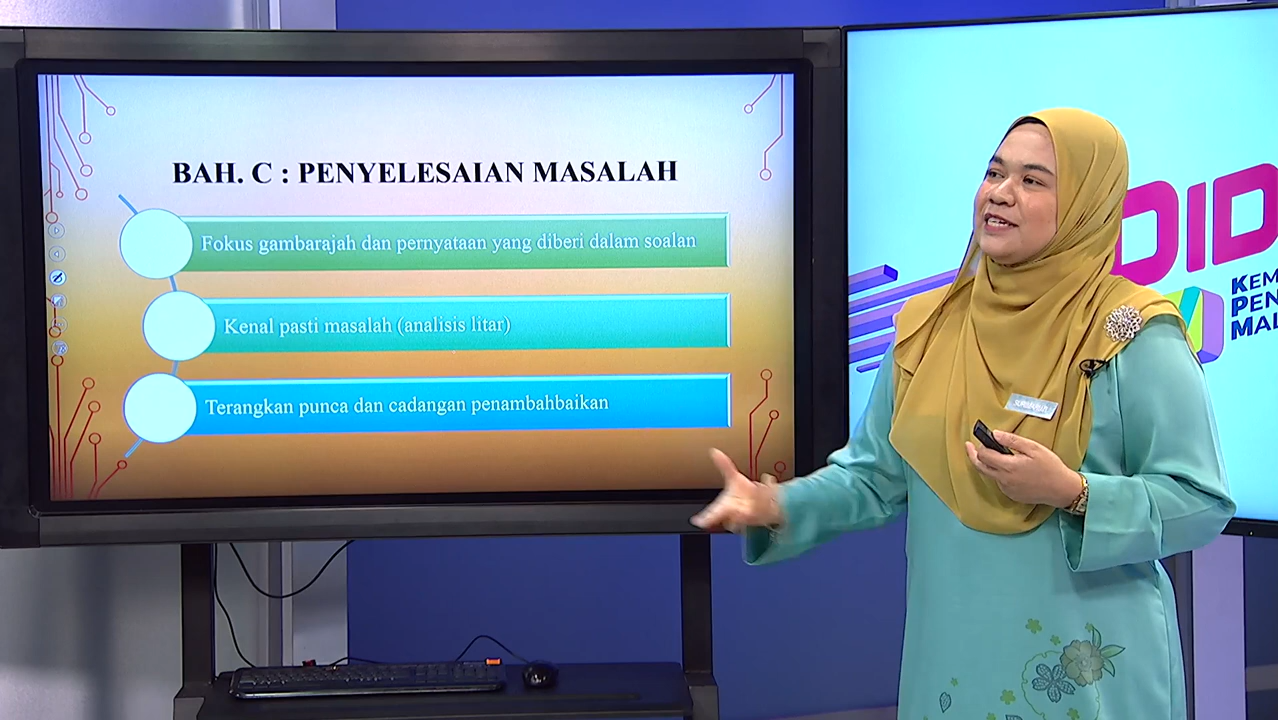 BAH. C : PENYELESAIAN MASALAH
Fokus gambarajah dan pernyataan yang diberi dalam soalan
Kenal pasti masalah (analisis litar)
Terangkan punca dan cadangan penambahbaikan
DID
KEM
PEN
MAL